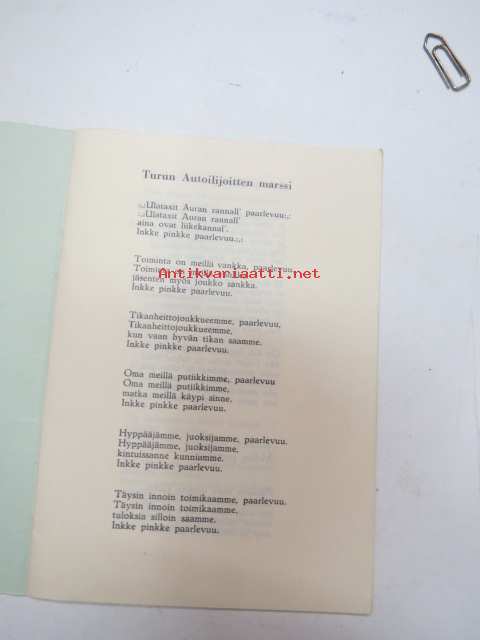 Turun Autoilijoitten marssi
:,:Ulataxit Auran rannall' paarlevuu:,:
:,:Ulataxit Auran rannall'
aina ovat liikekannal'.
Inkke pinkke paarlevuu.:,:
Toiminta on meillä vankka, paarlevuu
Antikvariaatti.net
jäsenten myös joukko sankka.
Inkke pinkke paarlevuu.
Tikanheittojoukkueemme, paarlevuu,
Tikanheittojoukkueemme,
kun vaan hyvän tikan saamme.
Inkke pinkke paarlevuu.
Oma meillä putiikkimme, paarlevuu
Oma meillä putiikkimme,
matka meillä käypi sinne.
Inkke pinkke paarlevuu.
Hyppääjämme, juoksijamme, paarlevuu.
Hyppääjämme, juoksijamme,
kintuissanne kunniamme.
Inkke pinkke paarlevuu.
Täysin innoin toimikaamme, paarlevuu.
Täysin innoin toimikaamme,
tuloksia silloin saamme.
Inkke pinkke paarlevuu.